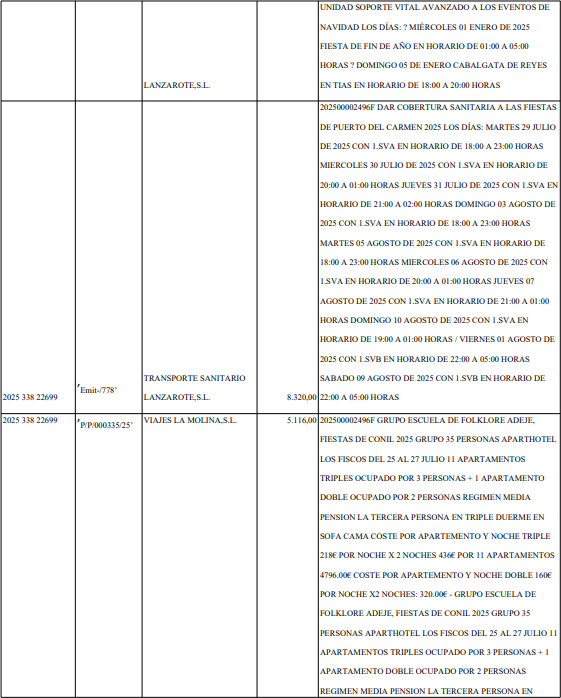 UNIDAD SOPORTE VITAL AVANZADO A LOS EVENTOS DE
NAVIDAD LOS DÍAS: ? MIÉRCOLES 01 ENERO DE 2025
FIESTA DE FIN DE AÑO EN HORARIO DE 01:00 A 05:00
HORAS ? DOMINGO 05 DE ENERO CABALGATA DE REYES
LANZAROTE,S.L. EN TIAS EN HORARIO DE 18:00 A 20:00 HORAS
202500002496F DAR COBERTURA SANITARIA A LAS FIESTAS
DE PUERTO DEL CARMEN 2025 LOS DÍAS: MARTES 29 JULIO
DE 2025 CON 1.SVA EN HORARIO DE 18:00 A 23:00 HORAS
MIERCOLES 30 JULIO DE 2025 CON 1.SVA EN HORARIO DE
20:00 A 01:00 HORAS JUEVES 31 JULIO DE 2025 CON 1.SVA EN
HORARIO DE 21:00 A 02:00 HORAS DOMINGO 03 AGOSTO DE
2025 CON 1.SVA EN HORARIO DE 18:00 A 23:00 HORAS
MARTES 05 AGOSTO DE 2025 CON 1.SVA EN HORARIO DE
18:00 A 23:00 HORAS MIERCOLES 06 AGOSTO DE 2025 CON
1.SVA EN HORARIO DE 20:00 A 01:00 HORAS JUEVES 07
AGOSTO DE 2025 CON 1.SVA EN HORARIO DE 21:00 A 01:00
HORAS DOMINGO 10 AGOSTO DE 2025 CON 1.SVA EN
HORARIO DE 19:00 A 01:00 HORAS / VIERNES 01 AGOSTO DE
2025 CON 1.SVB EN HORARIO DE 22:00 A 05:00 HORAS
TRANSPORTE SANITARIO SABADO 09 AGOSTO DE 2025 CON 1.SVB EN HORARIO DE
2025 338 22699 ′Emit-/778’ LANZAROTE,S.L. 8.320,00 22:00 A 05:00 HORAS
2025 338 22699 ′P/P/000335/25’ VIAJES LA MOLINA,S.L. 5.116,00 202500002496F GRUPO ESCUELA DE FOLKLORE ADEJE,
FIESTAS DE CONIL 2025 GRUPO 35 PERSONAS APARTHOTEL
LOS FISCOS DEL 25 AL 27 JULIO 11 APARTAMENTOS
TRIPLES OCUPADO POR 3 PERSONAS + 1 APARTAMENTO
DOBLE OCUPADO POR 2 PERSONAS REGIMEN MEDIA
PENSION LA TERCERA PERSONA EN TRIPLE DUERME EN
SOFA CAMA COSTE POR APARTEMENTO Y NOCHE TRIPLE
218€ POR NOCHE X 2 NOCHES 436€ POR 11 APARTAMENTOS
4796.00€ COSTE POR APARTEMENTO Y NOCHE DOBLE 160€
POR NOCHE X2 NOCHES: 320.00€ - GRUPO ESCUELA DE
FOLKLORE ADEJE, FIESTAS DE CONIL 2025 GRUPO 35
PERSONAS APARTHOTEL LOS FISCOS DEL 25 AL 27 JULIO 11
APARTAMENTOS TRIPLES OCUPADO POR 3 PERSONAS + 1
APARTAMENTO DOBLE OCUPADO POR 2 PERSONAS
REGIMEN MEDIA PENSION LA TERCERA PERSONA EN